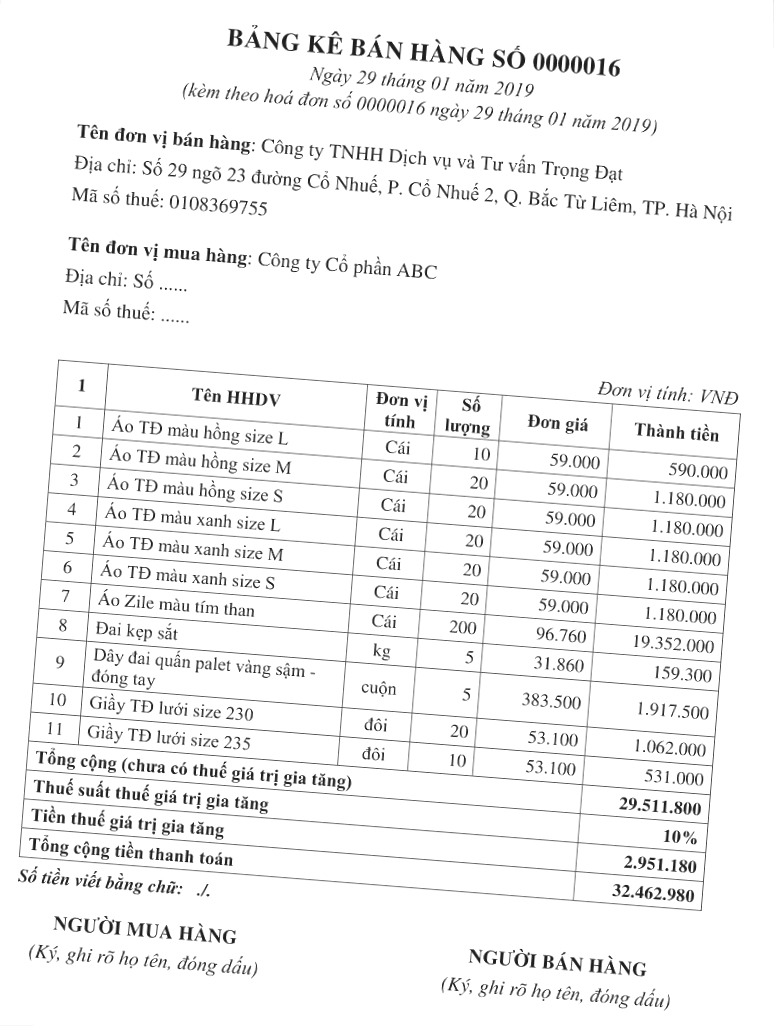 BẢNG KÊ BÁN HÀNG SỐ 0000016
Ngày 29 tháng 01 năm 2019
(kèm theo hoá đơn số 0000016 ngày 29 tháng 01 năm 2019)
Tên đơn vị bán hàng: Công ty TNHH Dịch vụ và Tư vấn Trọng Đạt
Địa chỉ: Số 29 ngõ 23 đường Cổ Nhuế, P. Cổ Nhuế 2, Q. Bắc Từ Liêm, TP. Hà Nội
Mã số thuế: 0108369755
Tên đơn vị mua hàng: Công ty Cổ phần ABC
Địa chỉ: Số ......
Mã số thuế: ......
Đơn vị tính: VNĐ
1 Tên HHDV Đơn vị tính Số lượng Đơn giá Thành tiền
1 Áo TĐ màu hồng size L Cái 10 59.000 590.000
2 Áo TĐ màu hồng size M Cái 20 59.000 1.180.000
3 Áo TĐ màu hồng size S Cái 20 59.000 1.180.000
4 Áo TĐ màu xanh size L Cái 20 59.000 1.180.000
5 Áo TĐ màu xanh size M Cái 20 59.000 1.180.000
6 Áo TĐ màu xanh size S Cái 20 59.000 1.180.000
7 Áo Zile màu tím than Cái 200 96.760 19.352.000
8 Đai kẹp sắt kg 5 31.860 159.300
9 Dây đai quấn palet vàng sậm - đóng tay cuộn 5 383.500 1.917.500
10 Giầy TĐ lưới size 230 đôi 20 53.100 1.062.000
11 Giầy TĐ lưới size 235 đôi 10 53.100 531.000
Tổng cộng (chưa có thuế giá trị gia tăng) 29.511.800
Thuế suất thuế giá trị gia tăng 10%
Tiền thuế giá trị gia tăng 2.951.180
Tổng cộng tiền thanh toán 32.462.980
Số tiền viết bằng chữ: ./.
NGƯỜI MUA HÀNG
(Ký, ghi rõ họ tên, đóng dấu)
NGƯỜI BÁN HÀNG
(Ký, ghi rõ họ tên, đóng dấu)